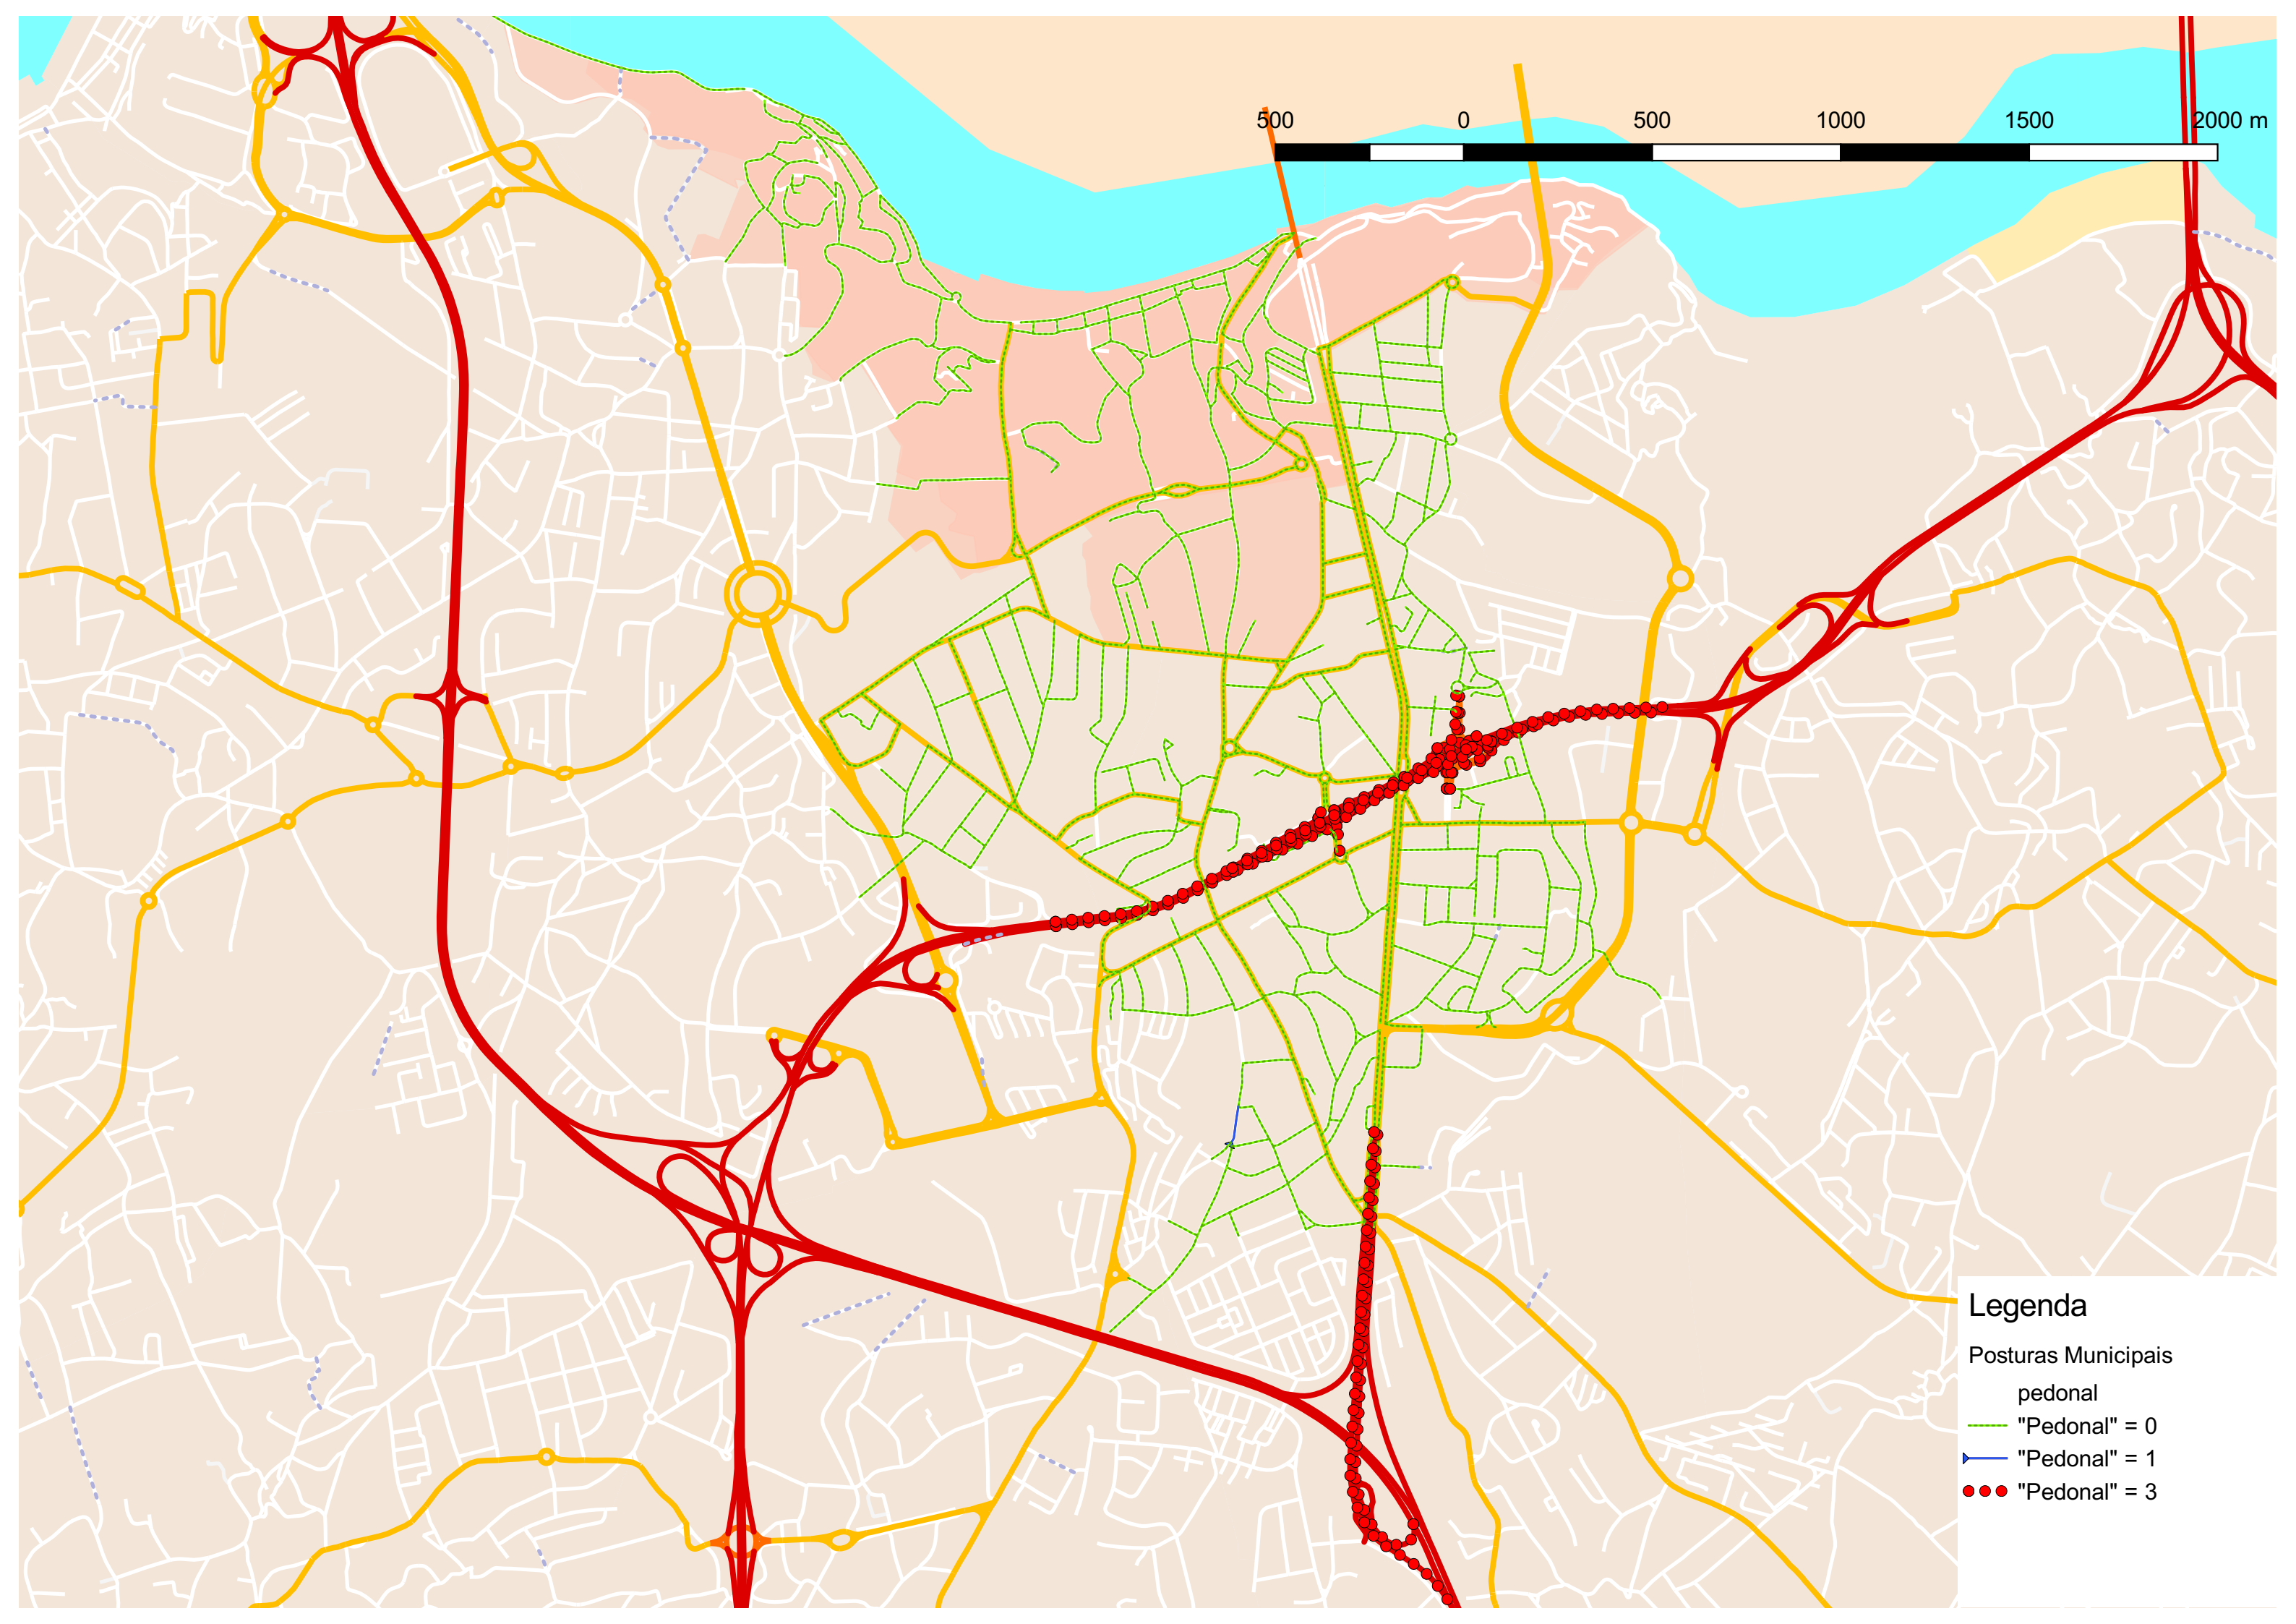 500 0 500 1000 1500 2000 m
Legenda
Posturas Municipais
pedonal
"Pedonal" = 0
"Pedonal" = 1
"Pedonal" = 3